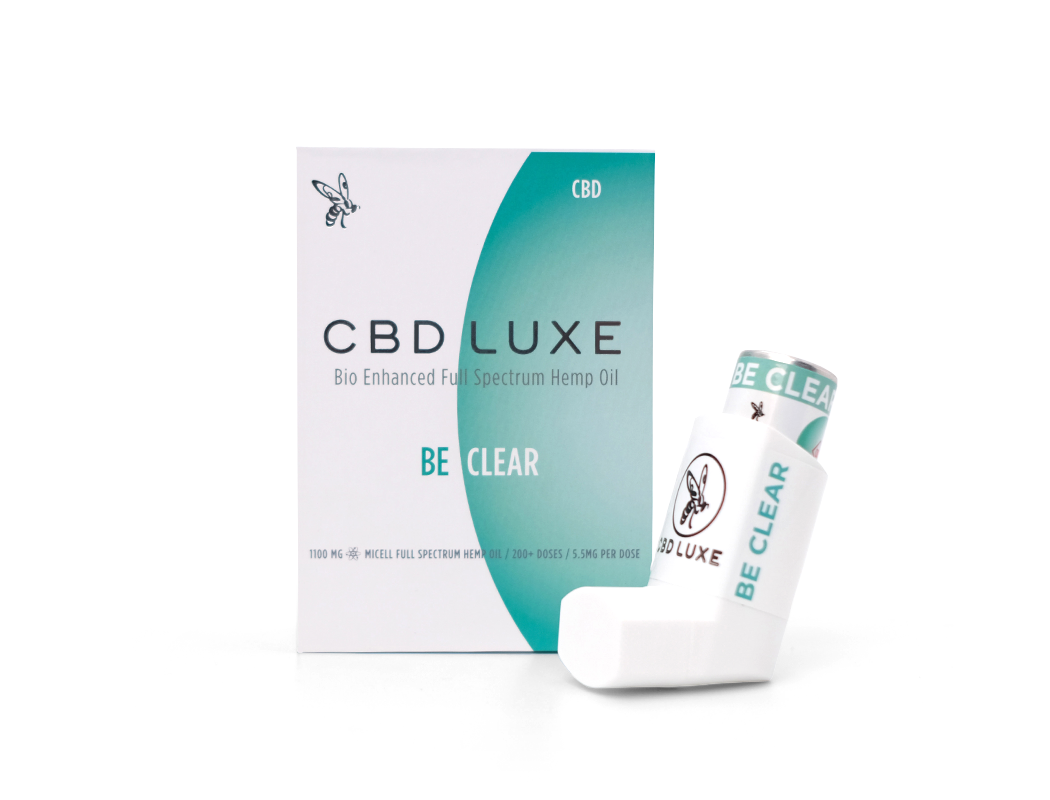 CBD
CBD LUXE
Bio Enhanced Full Spectrum Hemp Oil
BE CLEAR
1100 MG MICELL FULL SPECTRUM HEMP OIL / 200+ DOSES / 5.5MG PER DOSE
BE CLEAR
CBD LUXE
BE CLEAR